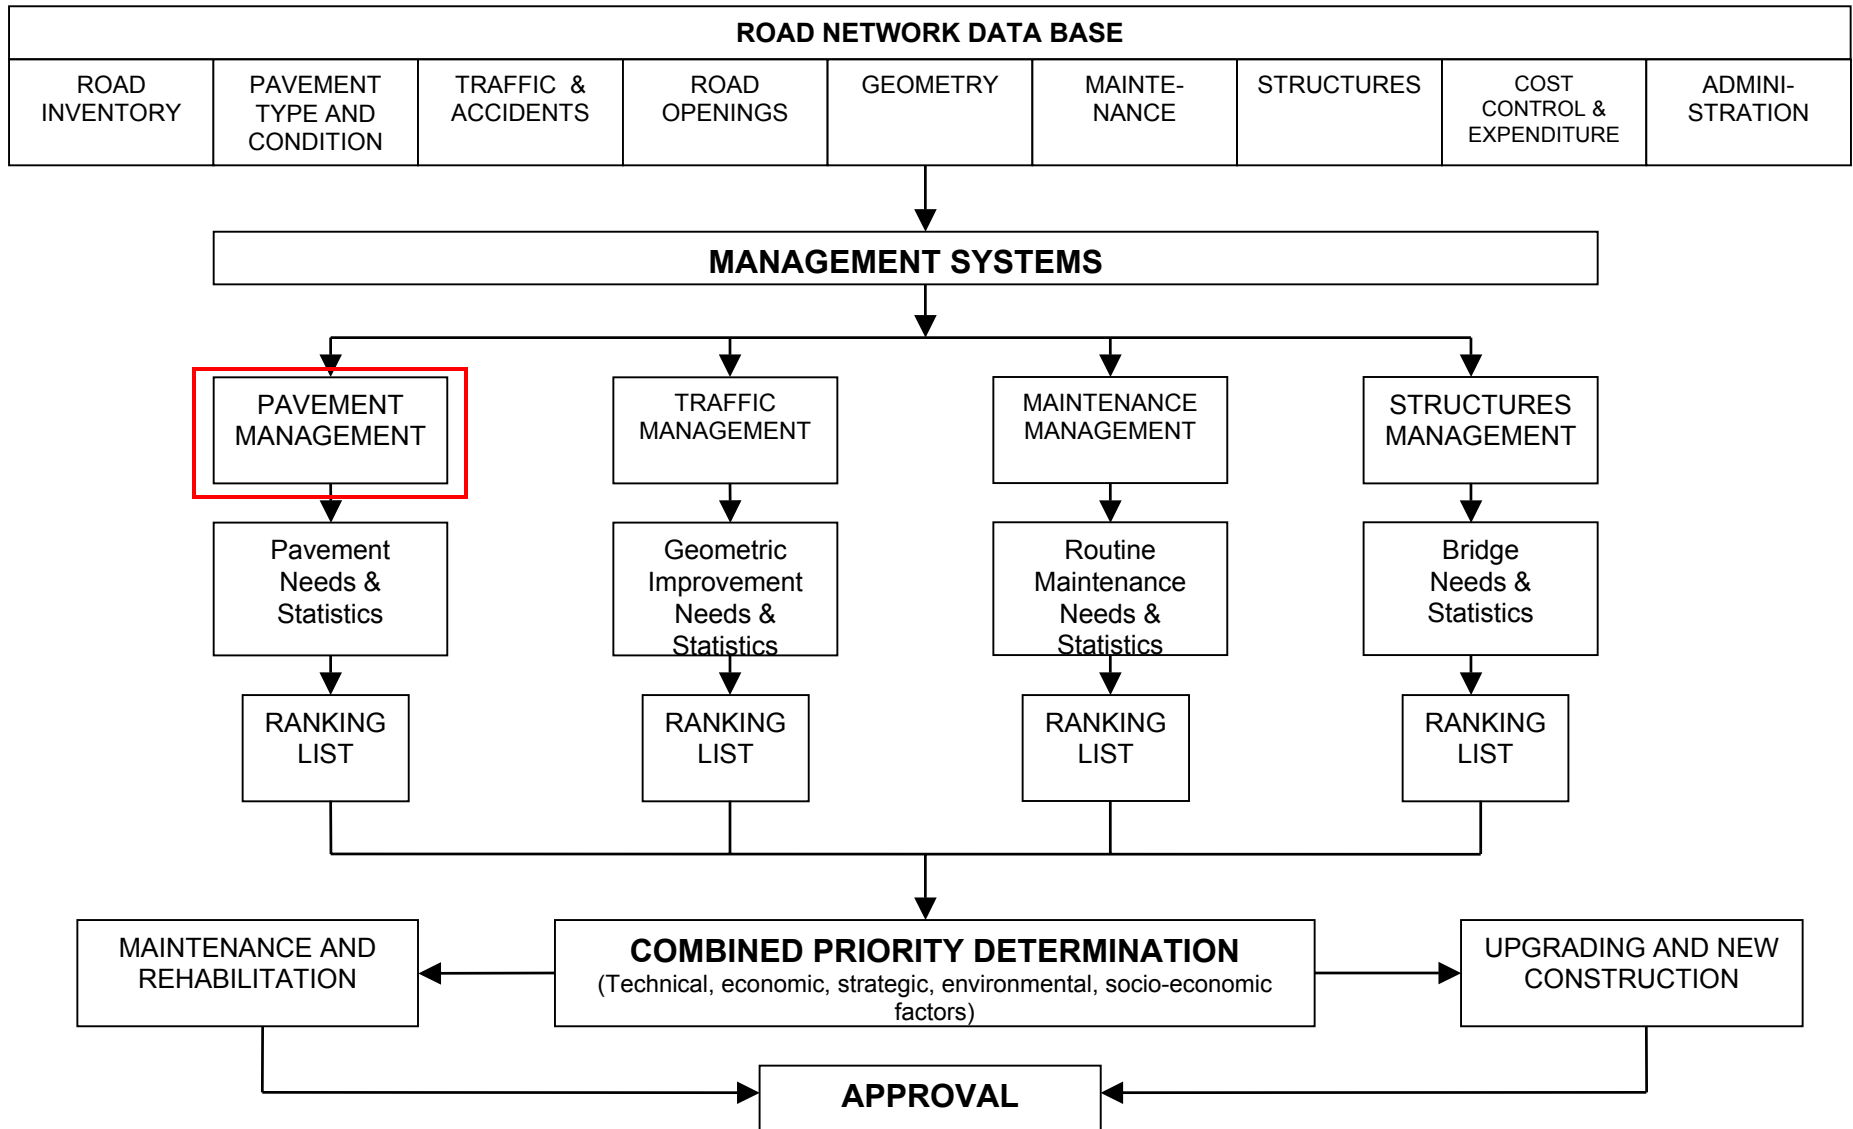 ROAD NETWORK DATA BASE
ROAD
INVENTORY
PAVEMENT
TYPE AND
CONDITION
TRAFFIC &
ACCIDENTS
ROAD
OPENINGS
GEOMETRY
MAINTE-
NANCE
STRUCTURES
COST
CONTROL &
EXPENDITURE
ADMINI-
STRATION
MANAGEMENT SYSTEMS
PAVEMENT
MANAGEMENT
TRAFFIC
MANAGEMENT
MAINTENANCE
MANAGEMENT
STRUCTURES
MANAGEMENT
Pavement
Needs &
Statistics
Geometric
Improvement
Needs &
Statistics
Routine
Maintenance
Needs &
Statistics
Bridge
Needs &
Statistics
RANKING
LIST
RANKING
LIST
RANKING
LIST
RANKING
LIST
MAINTENANCE AND
REHABILITATION
COMBINED PRIORITY DETERMINATION
(Technical, economic, strategic, environmental, socio-economic
factors)
UPGRADING AND NEW
CONSTRUCTION
APPROVAL